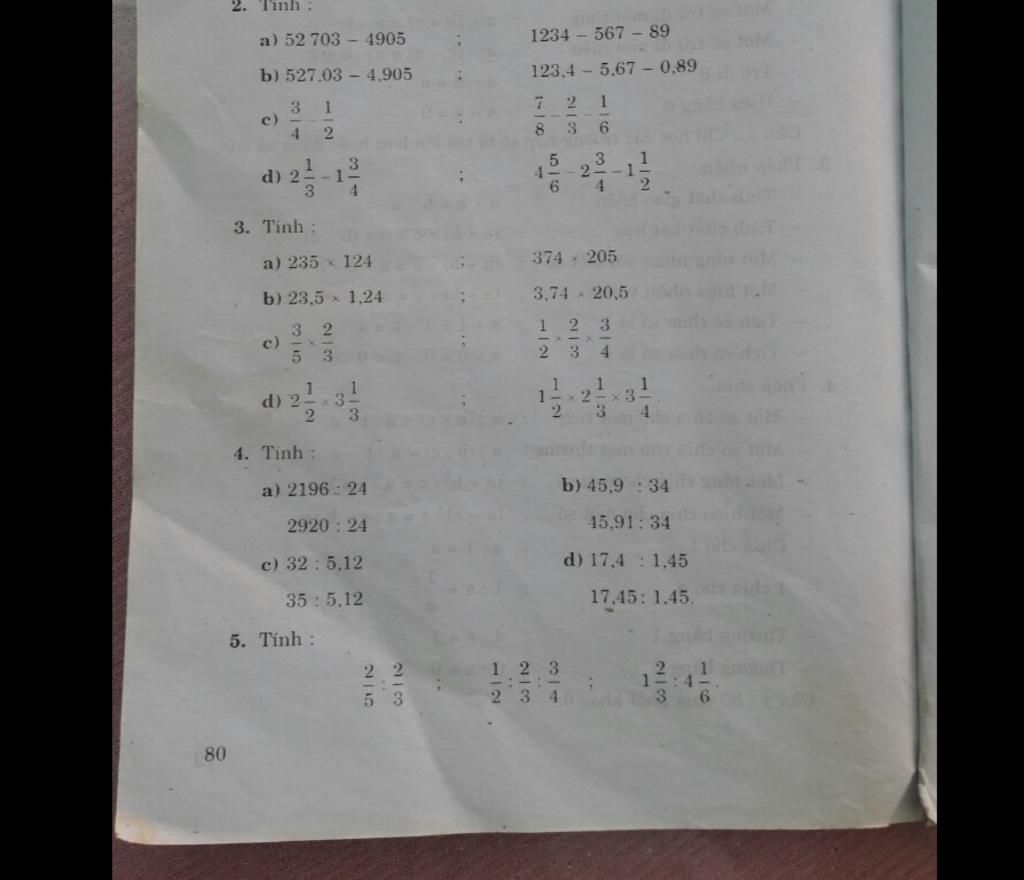 2. Tính :
a) 52 703 – 4905 ; 1234 – 567 – 89
b) 527,03 – 4,905 ; 123,4 – 5,67 – 0,89
c) 3/4 – 1/2 ; 7/8 – 2/3 – 1/6
d) 2 1/3 – 1 3/4 ; 4 5/6 – 2 3/4 – 1 1/2
3. Tính :
a) 235 × 124 ; 374 × 205
b) 23,5 × 1,24 ; 3,74 × 20,5
c) 3/5 × 2/3 ; 1/2 × 2/3 × 3/4
d) 2 1/2 × 3 1/3 ; 1 1/2 × 2 1/3 × 3 1/4.
4. Tính :
a) 2196 : 24 b) 45,9 : 34
2920 : 24 45,91 : 34
c) 32 : 5,12 d) 17,4 : 1,45
35 : 5,12 17,45 : 1,45.
5. Tính :
2/5 : 2/3 ; 1/2 : 2/3 : 3/4 ; 1 2/3 : 4 1/6.
80